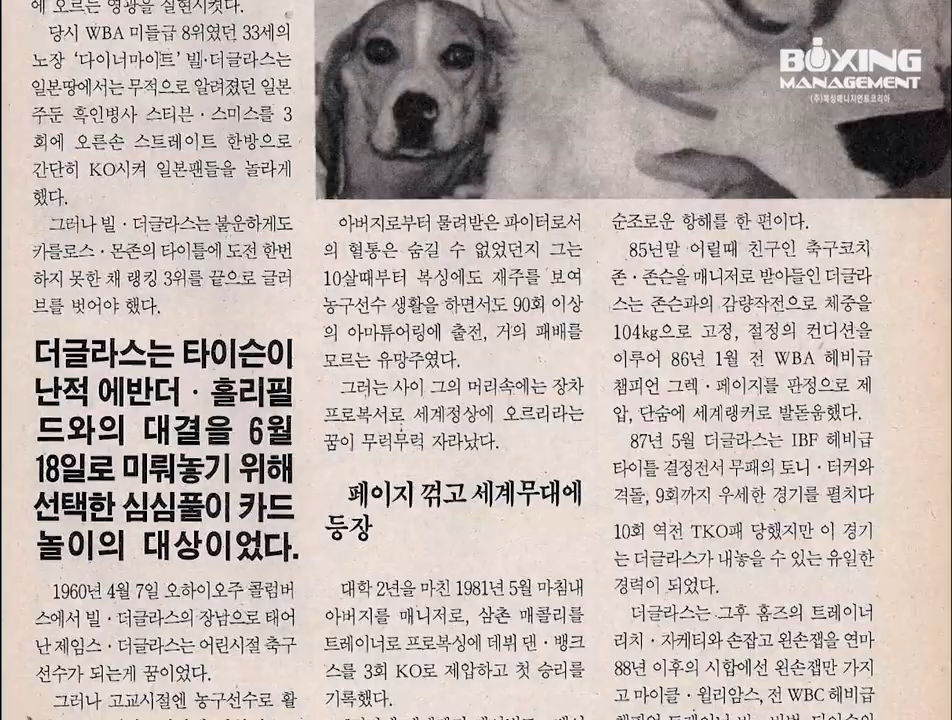 에 오르는 영광을 실현시켰다.
당시 WBA 미들급 8위였던 33세의
노장 ‘다이너마이트’ 빌·더글라스는
일본땅에서는 무적으로 알려졌던 일본
주둔 흑인병사 스티븐·스미스를 3
회에 오른손 스트레이트 한방으로
간단히 KO시켜 일본팬들을 놀라게
했다.
그러나 빌·더글라스는 불운하게도
카를로스·몬존의 타이틀에 도전 한번
하지 못한 채 랭킹 3위를 끝으로 글러
브를 벗어야 했다.
더글라스는 타이슨이
난적 에반더·홀리필
드와의 대결을 6월
18일로 미뤄놓기 위해
선택한 심심풀이 카드
놀이의 대상이었다.
1960년 4월 7일 오하이오주 콜럼버
스에서 빌·더글라스의 장남으로 태어
난 제임스·더글라스는 어린시절 축구
선수가 되는게 꿈이었다.
그러나 고교시절엔 농구선수로 활
BOXING
MANAGEMENT
(주)복싱매니지먼트코리아
아버지로부터 물려받은 파이터로서
의 혈통은 숨길 수 없었던지 그는
10살때부터 복싱에도 재주를 보여
농구선수 생활을 하면서도 90회 이상
의 아마튜어링에 출전, 거의 패배를
모르는 유망주였다.
그러는 사이 그의 머리속에는 장차
프로복서로 세계정상에 오르리라는
꿈이 무럭무럭 자라났다.
페이지 꺾고 세계무대에
등장
대학 2년을 마친 1981년 5월 마침내
아버지를 매니저로, 삼촌 매콜리를
트레이너로 프로복싱에 데뷔 댄·뱅크
스를 3회 KO로 제압하고 첫 승리를
기록했다.
순조로운 항해를 한 편이다.
85년말 어릴때 친구인 축구코치
존·존슨을 매니저로 받아들인 더글라
스는 존슨과의 감량작전으로 체중을
104kg으로 고정, 절정의 컨디션을
이루어 86년 1월 전 WBA 헤비급
챔피언 그렉·페이지를 판정으로 제
압, 단숨에 세계랭커로 발돋움했다.
87년 5월 더글라스는 IBF 헤비급
타이틀 결정전서 무패의 토니·터커와
격돌, 9회까지 우세한 경기를 펼치다
10회 역전 TKO패 당했지만 이 경기
는 더글라스가 내놓을 수 있는 유일한
경력이 되었다.
더글라스는 그후 홈즈의 트레이너
리치·자케티와 손잡고 왼손잽을 연마
88년 이후의 시합에선 왼손잽만 가지
고 마이클·윌리암스, 전 WBC 헤비급